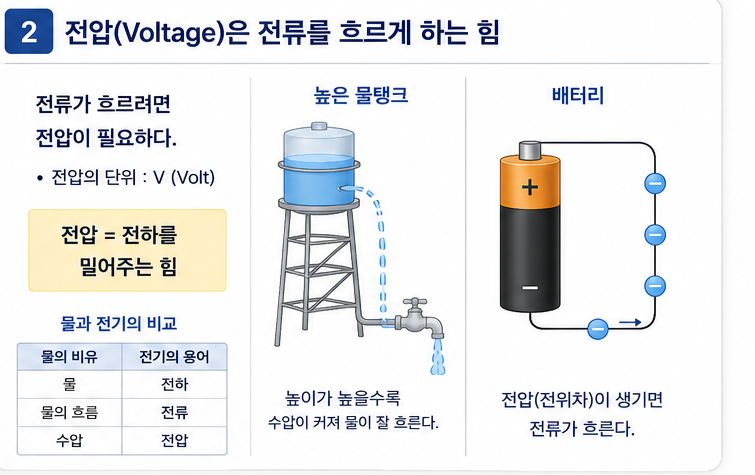 2 전압(Voltage)은 전류를 흐르게 하는 힘
전류가 흐르려면
전압이 필요하다.
• 전압의 단위 : V (Volt)
전압 = 전하를
밀어주는 힘
물과 전기의 비교
물의 비유 전기의 용어
물 전하
물의 흐름 전류
수압 전압
높은 물탱크
높이가 높을수록
수압이 커져 물이 잘 흐른다.
배터리
+
−
−
−
−
−
전압(전위차)이 생기면
전류가 흐른다.